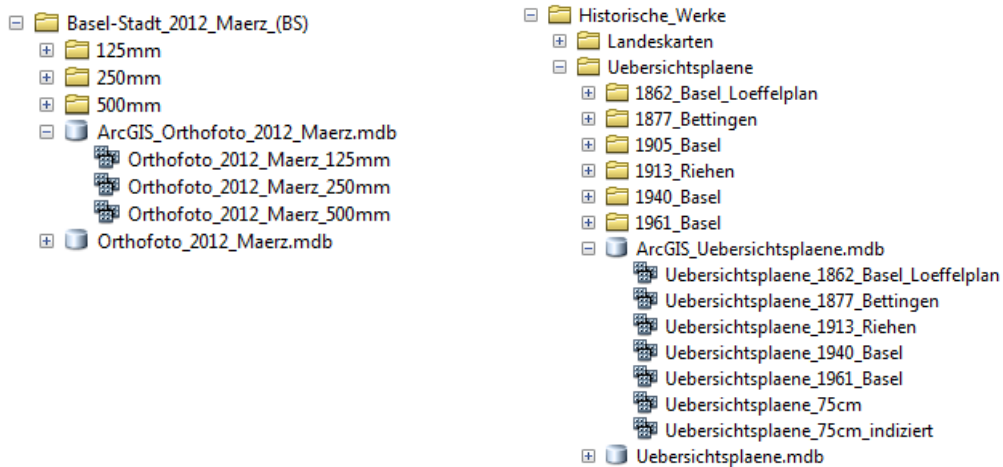 Basel-Stadt_2012_Maerz_(BS)
125mm
250mm
500mm
ArcGIS_Orthofoto_2012_Maerz.mdb
Orthofoto_2012_Maerz_125mm
Orthofoto_2012_Maerz_250mm
Orthofoto_2012_Maerz_500mm
Orthofoto_2012_Maerz.mdb
Historische_Werke
Landeskarten
Uebersichtsplaene
1862_Basel_Loeffelplan
1877_Bettingen
1905_Basel
1913_Riehen
1940_Basel
1961_Basel
ArcGIS_Uebersichtsplaene.mdb
Uebersichtsplaene_1862_Basel_Loeffelplan
Uebersichtsplaene_1877_Bettingen
Uebersichtsplaene_1913_Riehen
Uebersichtsplaene_1940_Basel
Uebersichtsplaene_1961_Basel
Uebersichtsplaene_75cm
Uebersichtsplaene_75cm_indiziert
Uebersichtsplaene.mdb